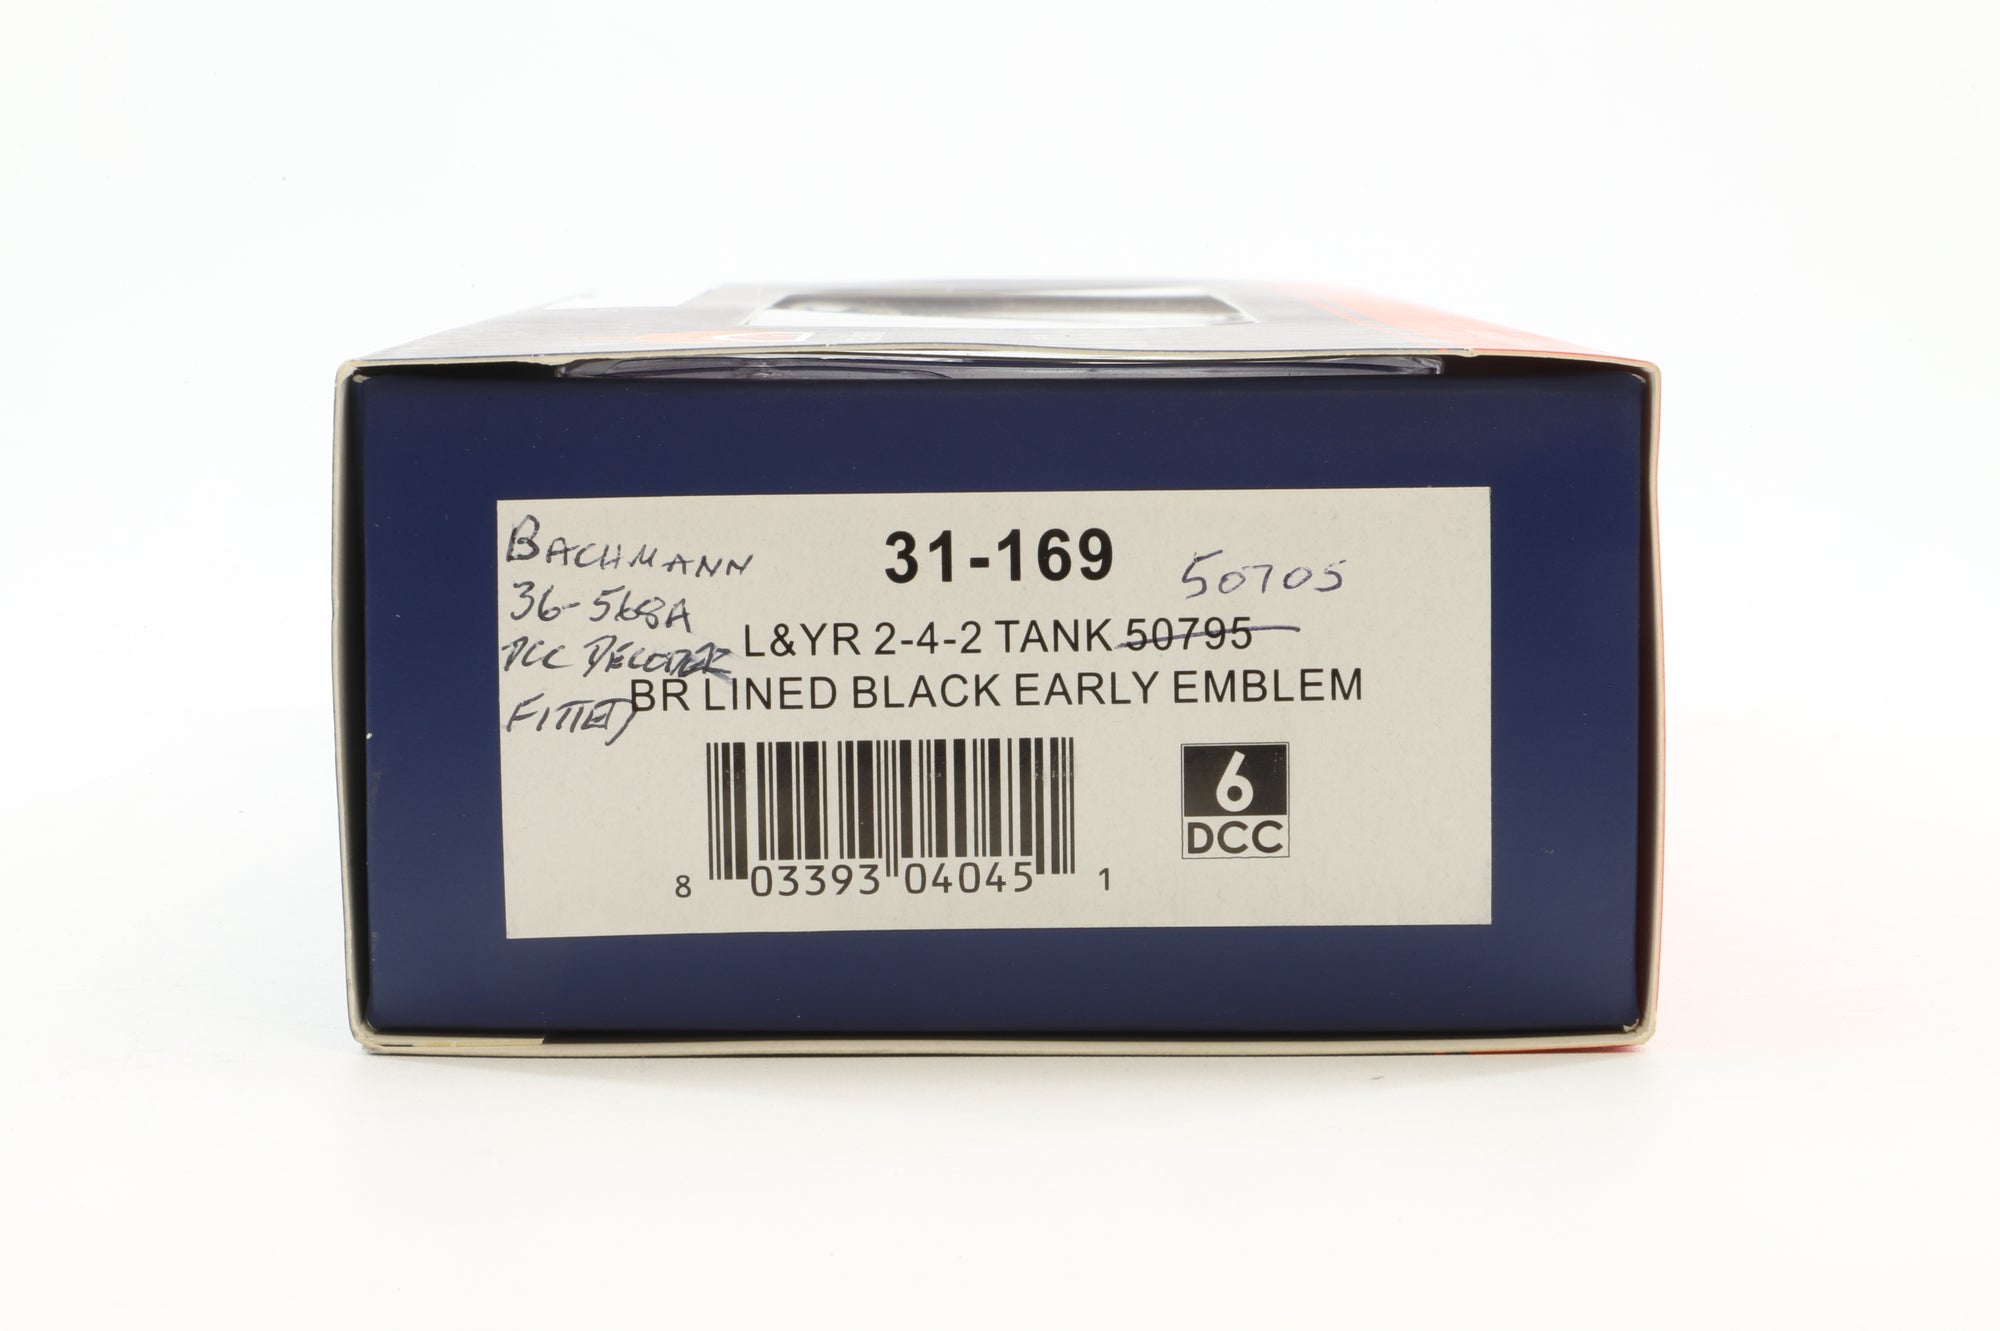 BACHMANN
36-568A
DCC DECODER
FITTED
31-169
50705
L&YR 2-4-2 TANK 50795
BR LINED BLACK EARLY EMBLEM
8 03393 04045 1
6
DCC